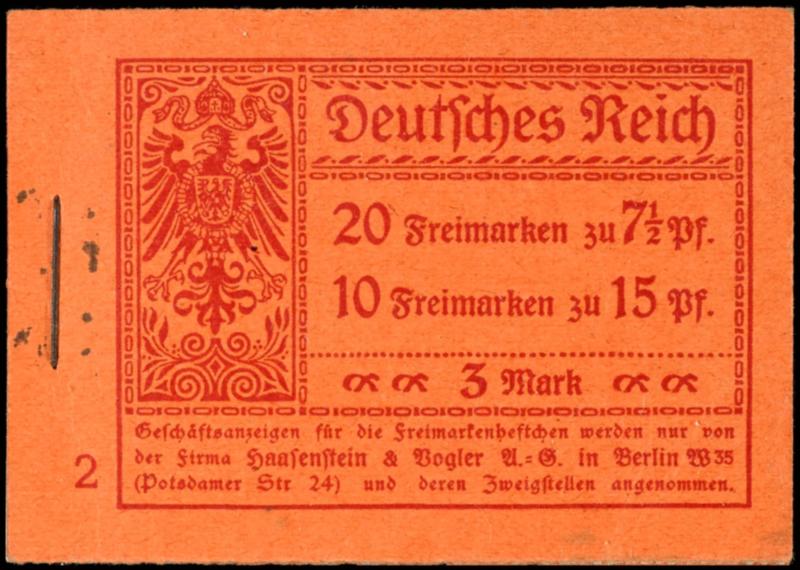 Deutsches Reich
20 Freimarken zu 7½ Pf.
10 Freimarken zu 15 Pf.
3 Mark
Geschäftsanzeigen für die Freimarkenheftchen werden nur von
der Firma Haasenstein & Vogler A.=G. in Berlin W 35
(Potsdamer Str 24) und deren Zweigstellen angenommen.
2